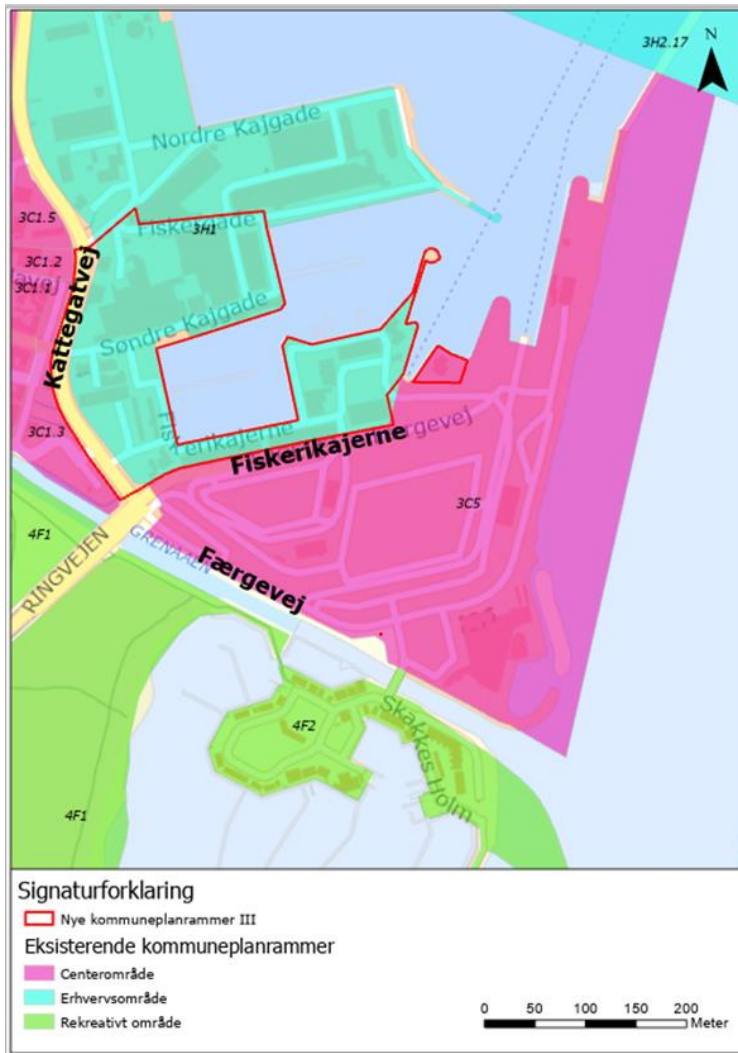 3H2.17
N
Nordre Kajgade
3C1.5
Fiskergade
3H1
3C1.2
3C1.1
Kattegatvej
Søndre Kajgade
3C1.3
Fiskerikajerne
Færgevej
Fiskerikajerne
3C5
4F1
RINGVEJEN
GRENAAEN
Færgevej
4F2
Skakkes Holm
4F1
Signaturforklaring
Nye kommuneplanrammer III
Eksisterende kommuneplanrammer
Centerområde
Erhvervsområde
Rekreativt område
0 50 100 150 200
Meter